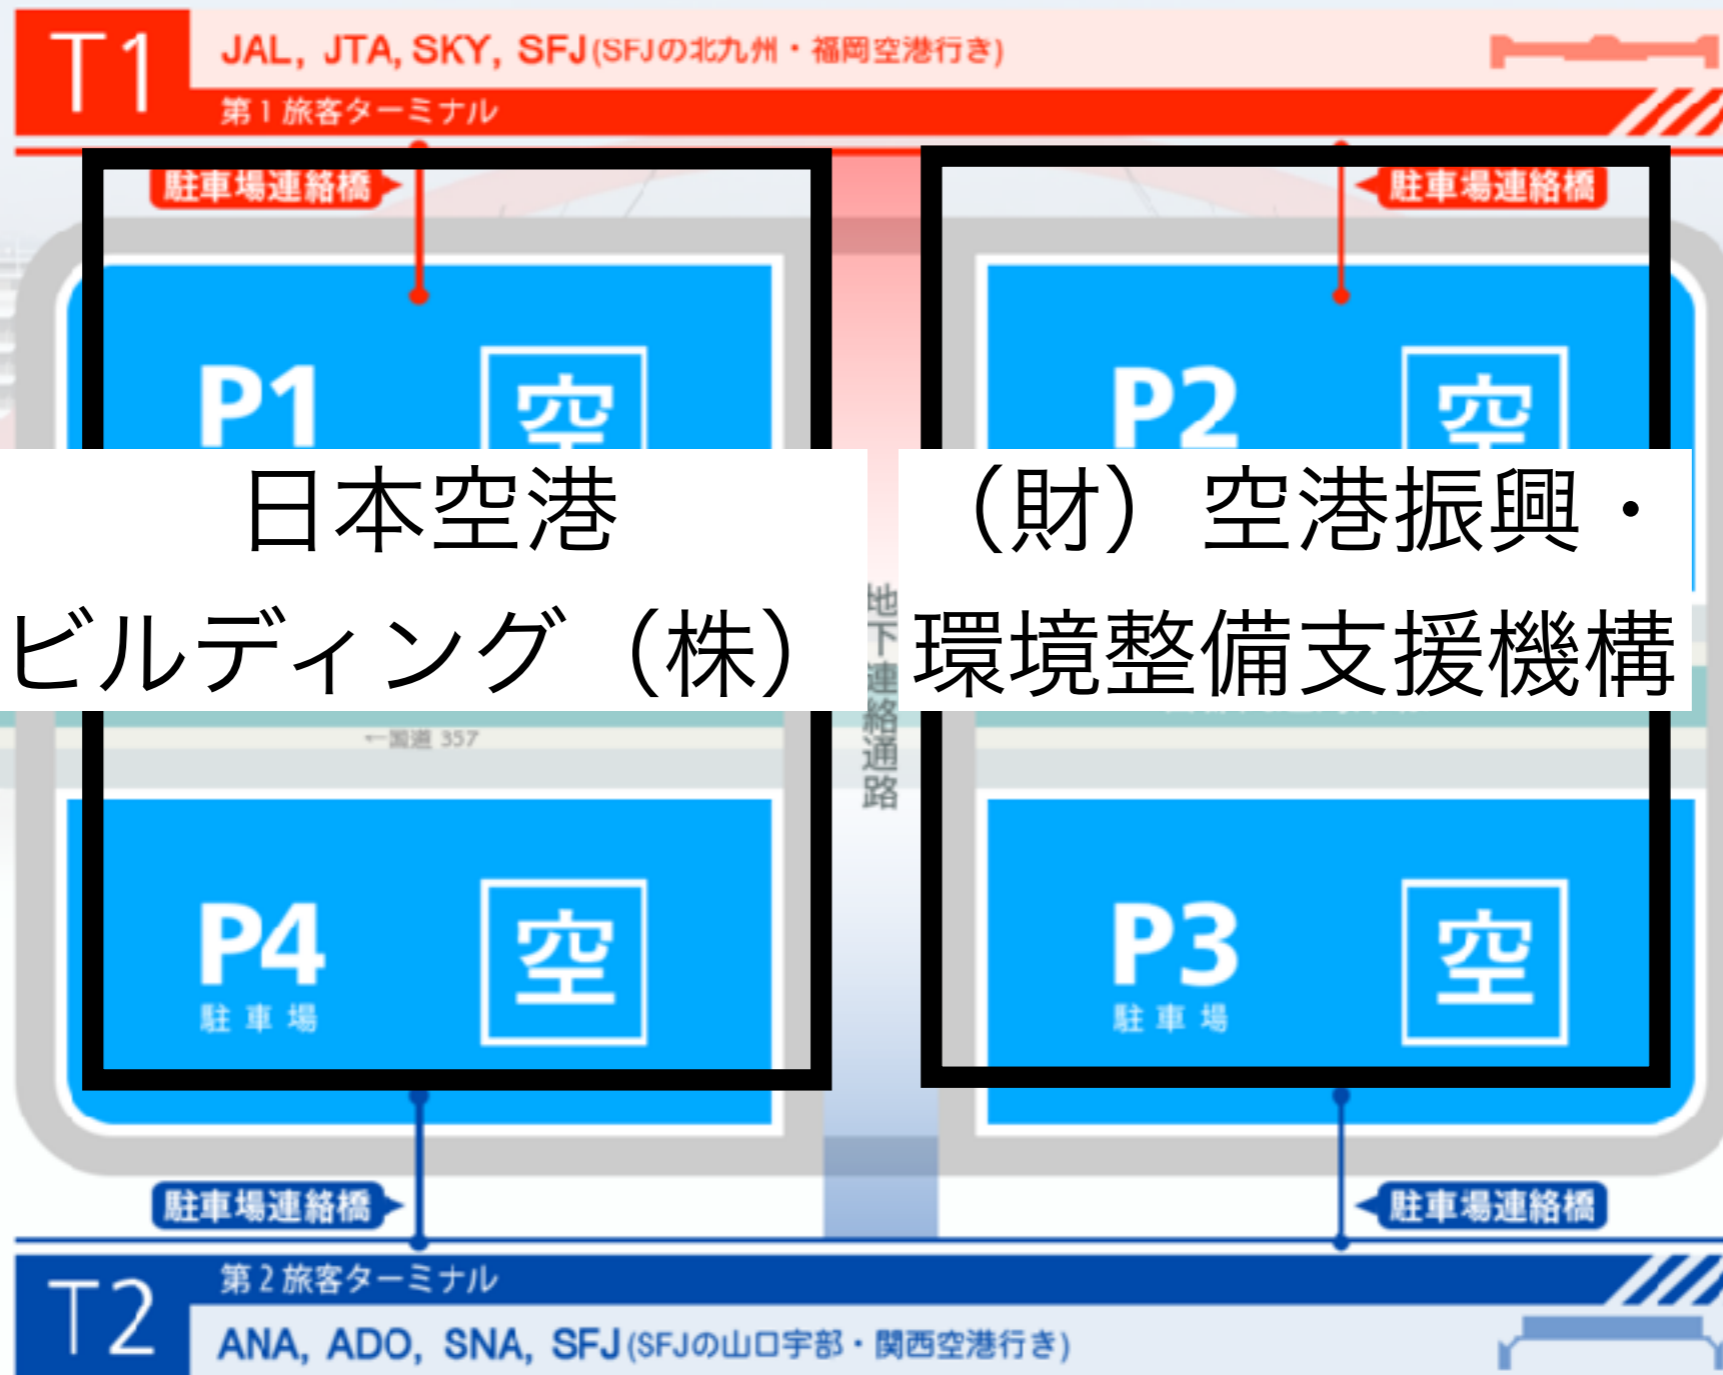 T1
JAL, JTA, SKY, SFJ(SFJの北九州・福岡空港行き)
第1旅客ターミナル
駐車場連絡橋
駐車場連絡橋
P1
空
P2
空
日本空港
ビルディング（株）
（財）空港振興・
環境整備支援機構
地下連絡通路
←国道 357
P4
空
駐車場
P3
空
駐車場
駐車場連絡橋
駐車場連絡橋
T2
第2旅客ターミナル
ANA, ADO, SNA, SFJ(SFJの山口宇部・関西空港行き)